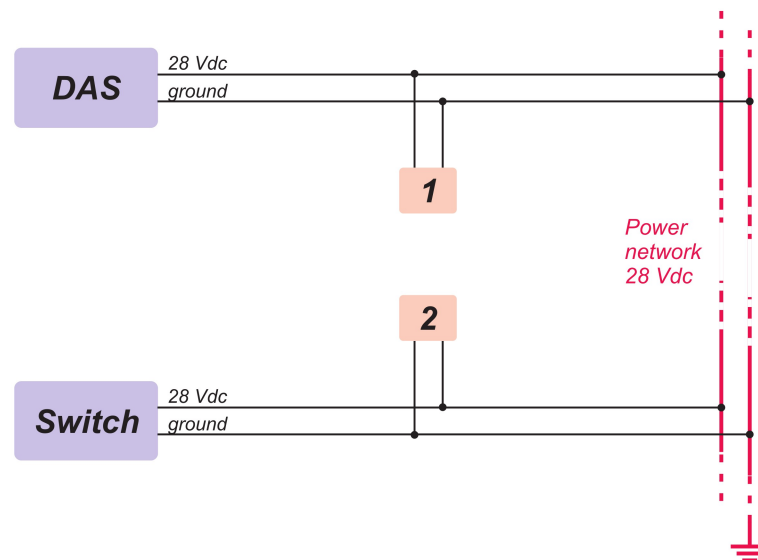 28 Vdc
DAS
ground
1
Power
network
28 Vdc
2
28 Vdc
Switch
ground